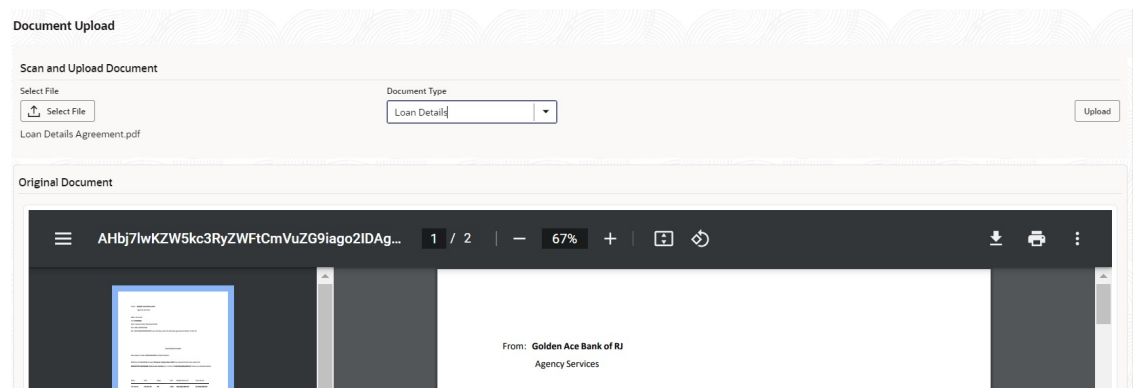 Document Upload
Scan and Upload Document
Select File
Document Type
Select File
Loan Details
Upload
Loan Details Agreement.pdf
Original Document
AHbj7lwKZW5kc3RyZWFtCmVuZG9iago2IDAg...
1 / 2
67%
From: Golden Ace Bank of RJ
Agency Services